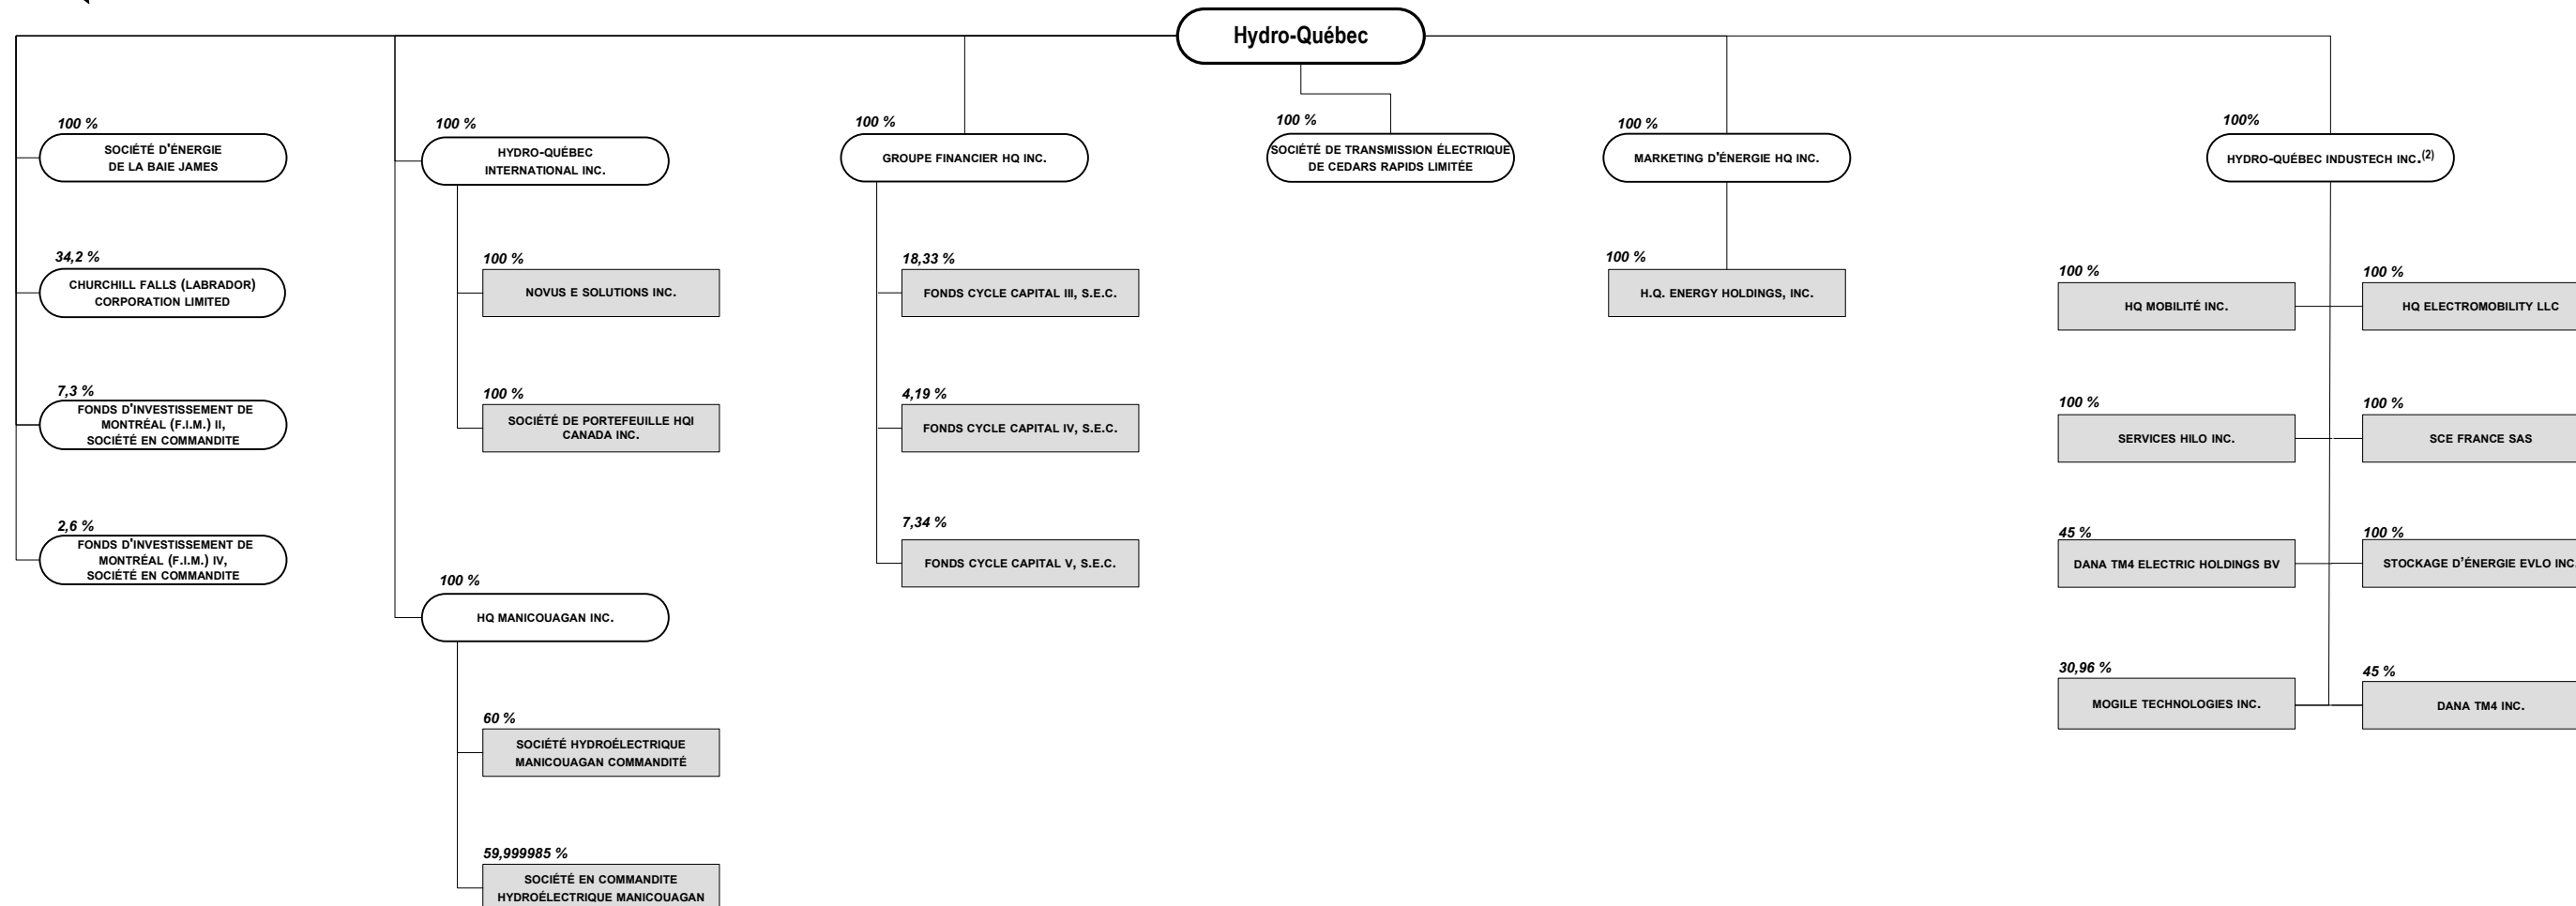 Hydro-Québec
100 %
SOCIÉTÉ D'ÉNERGIE
DE LA BAIE JAMES
34,2 %
CHURCHILL FALLS (LABRADOR)
CORPORATION LIMITED
7,3 %
FONDS D'INVESTISSEMENT DE
MONTRÉAL (F.I.M.) II,
SOCIÉTÉ EN COMMANDITE
2,6 %
FONDS D'INVESTISSEMENT DE
MONTRÉAL (F.I.M.) IV,
SOCIÉTÉ EN COMMANDITE
100 %
HYDRO-QUÉBEC
INTERNATIONAL INC.
100 %
NOVUS E SOLUTIONS INC.
100 %
SOCIÉTÉ DE PORTEFEUILLE HQI
CANADA INC.
100 %
HQ MANICOUAGAN INC.
60 %
SOCIÉTÉ HYDROÉLECTRIQUE
MANICOUAGAN COMMANDITÉ
59,999985 %
SOCIÉTÉ EN COMMANDITE
HYDROÉLECTRIQUE MANICOUAGAN
100 %
GROUPE FINANCIER HQ INC.
18,33 %
FONDS CYCLE CAPITAL III, S.E.C.
4,19 %
FONDS CYCLE CAPITAL IV, S.E.C.
7,34 %
FONDS CYCLE CAPITAL V, S.E.C.
100 %
SOCIÉTÉ DE TRANSMISSION ÉLECTRIQUE
DE CEDARS RAPIDS LIMITÉE
100 %
MARKETING D'ÉNERGIE HQ INC.
100 %
H.Q. ENERGY HOLDINGS, INC.
100%
HYDRO-QUÉBEC INDUSTECH INC.(2)
100 %
HQ MOBILITÉ INC.
100 %
HQ ELECTROMOBILITY LLC
100 %
SERVICES HILO INC.
100 %
SCE FRANCE SAS
45 %
DANA TM4 ELECTRIC HOLDINGS BV
100 %
STOCKAGE D'ÉNERGIE EVLO INC.
30,96 %
MOGILE TECHNOLOGIES INC.
45 %
DANA TM4 INC.